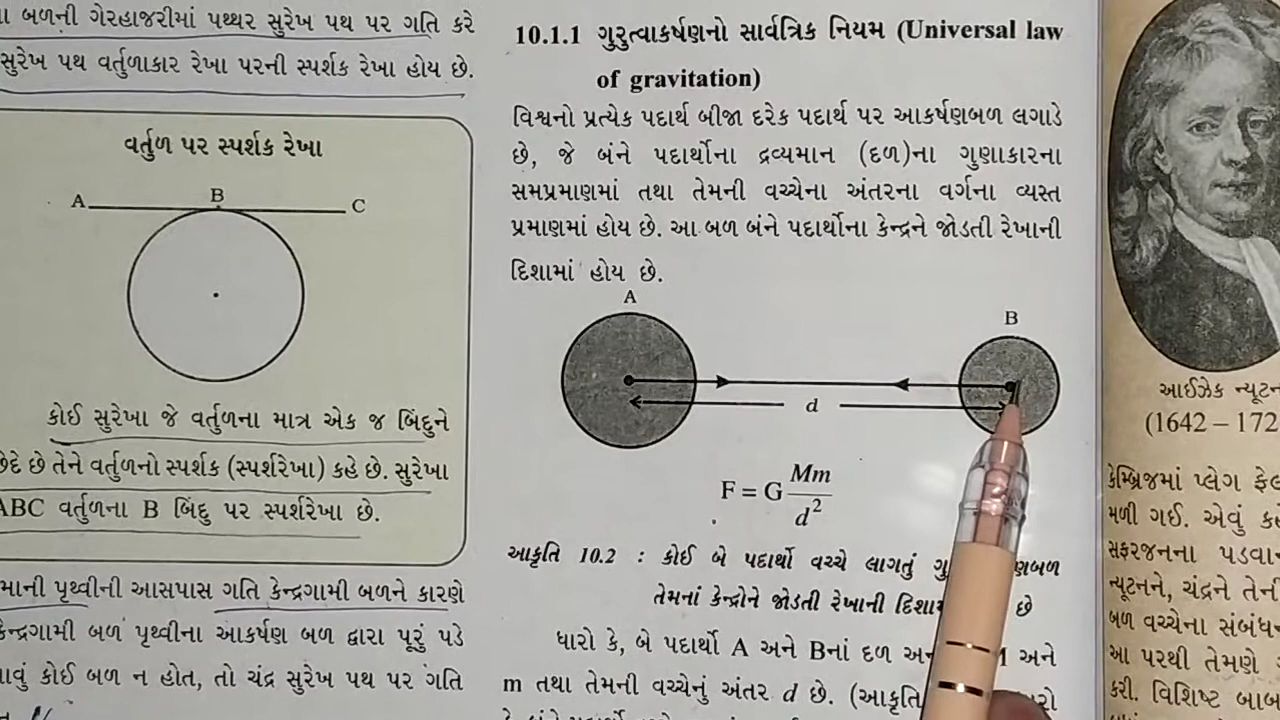 બળની ગેરહાજરીમાં પથ્થર સુરેખ પથ પર ગતિ કરે
સુરેખ પથ વર્તુળાકાર રેખા પરની સ્પર્શક રેખા હોય છે.
વર્તુળ પર સ્પર્શક રેખા
A B C
કોઈ સુરેખા જે વર્તુળના માત્ર એક જ બિંદુને
છેદે છે તેને વર્તુળનો સ્પર્શક (સ્પર્શરેખા) કહે છે. સુરેખા
ABC વર્તુળના B બિંદુ પર સ્પર્શરેખા છે.
પૃથ્વીની આસપાસ ગતિ કેન્દ્રગામી બળને કારણે
કેન્દ્રગામી બળ પૃથ્વીના આકર્ષણ બળ દ્વારા પૂરું પડે
કોઈ બળ ન હોત, તો ચંદ્ર સુરેખ પથ પર ગતિ
10.1.1 ગુરુત્વાકર્ષણનો સાર્વત્રિક નિયમ (Universal law
of gravitation)
વિશ્વનો પ્રત્યેક પદાર્થ બીજા દરેક પદાર્થ પર આકર્ષણબળ લગાડે
છે, જે બંને પદાર્થોના દ્રવ્યમાન (દળ)ના ગુણાકારના
સમપ્રમાણમાં તથા તેમની વચ્ચેના અંતરના વર્ગના વ્યસ્ત
પ્રમાણમાં હોય છે. આ બળ બંને પદાર્થોના કેન્દ્રને જોડતી રેખાની
દિશામાં હોય છે.
A B
d
F = G Mm / d²
આકૃતિ 10.2 : કોઈ બે પદાર્થો વચ્ચે લાગતું
તેમનાં કેન્દ્રોને જોડતી રેખાની છે
ધારો કે, બે પદાર્થો A અને Bનાં દળ અને
m તથા તેમની વચ્ચેનું અંતર d છે. (આકૃતિ
આઈઝેક
(1642 – 172
કેમ્બ્રિજમાં પ્લેગ
મળી ગઈ. એવું
સફરજનના
ન્યૂટનને, ચંદ્રને
બળ વચ્ચેના
આ પરથી તેમણે
કરી. વિશિષ્ટ